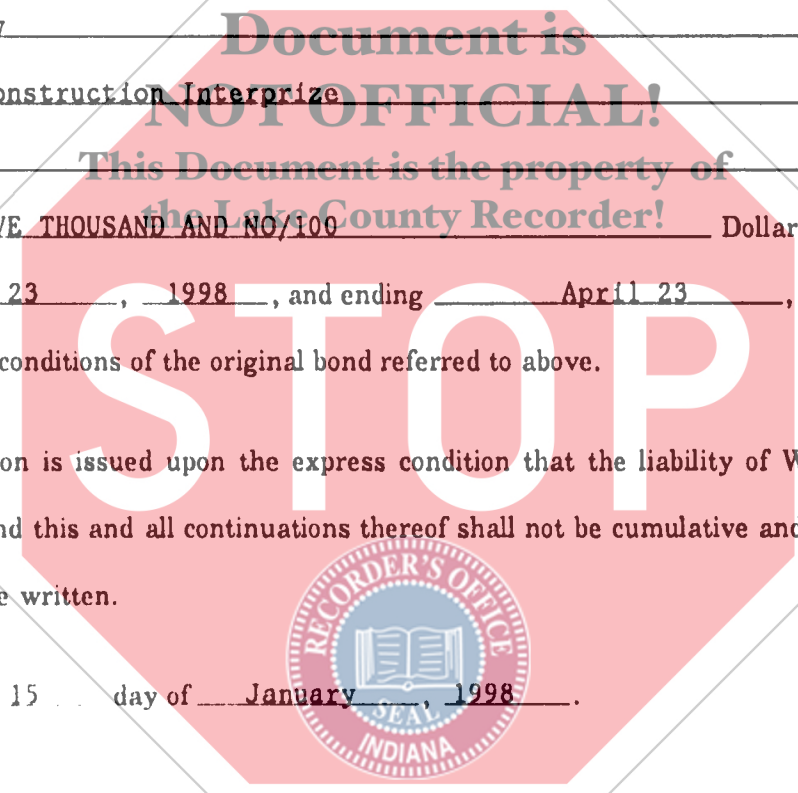 Document is
onstruction Interprize
NOT OFFICIAL!
This Document is the property of
the Lake County Recorder!
VE THOUSAND AND NO/100 Dollar
23, 1998, and ending April 23,
STOP
conditions of the original bond referred to above.
on is issued upon the express condition that the liability of W
nd this and all continuations thereof shall not be cumulative and
e written.
RECORDER'S OFFICE
15 day of January, 1998.
SEAL
INDIANA